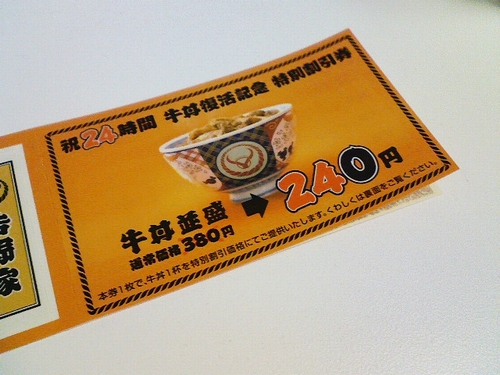 祝24時間 牛丼復活記念 特別割引券
牛丼並盛
通常価格380円
240円
本券1枚で、牛丼1杯を特別割引価格にてご提供いたします。くわしくは裏面をご覧ください。
吉野家